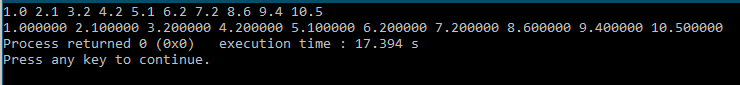 1.0 2.1 3.2 4.2 5.1 6.2 7.2 8.6 9.4 10.5
1.000000 2.100000 3.200000 4.200000 5.100000 6.200000 7.200000 8.600000 9.400000 10.500000
Process returned 0 (0x0)   execution time : 17.394 s
Press any key to continue.